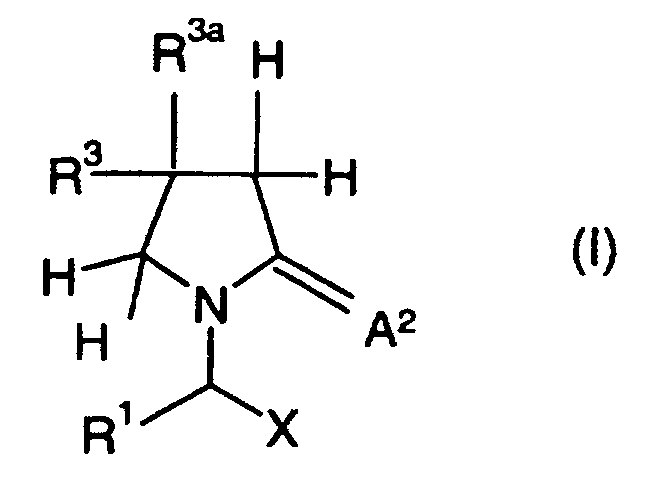 R³ᵃ H
R³ H
(I)
H
N
H A²
R¹ X